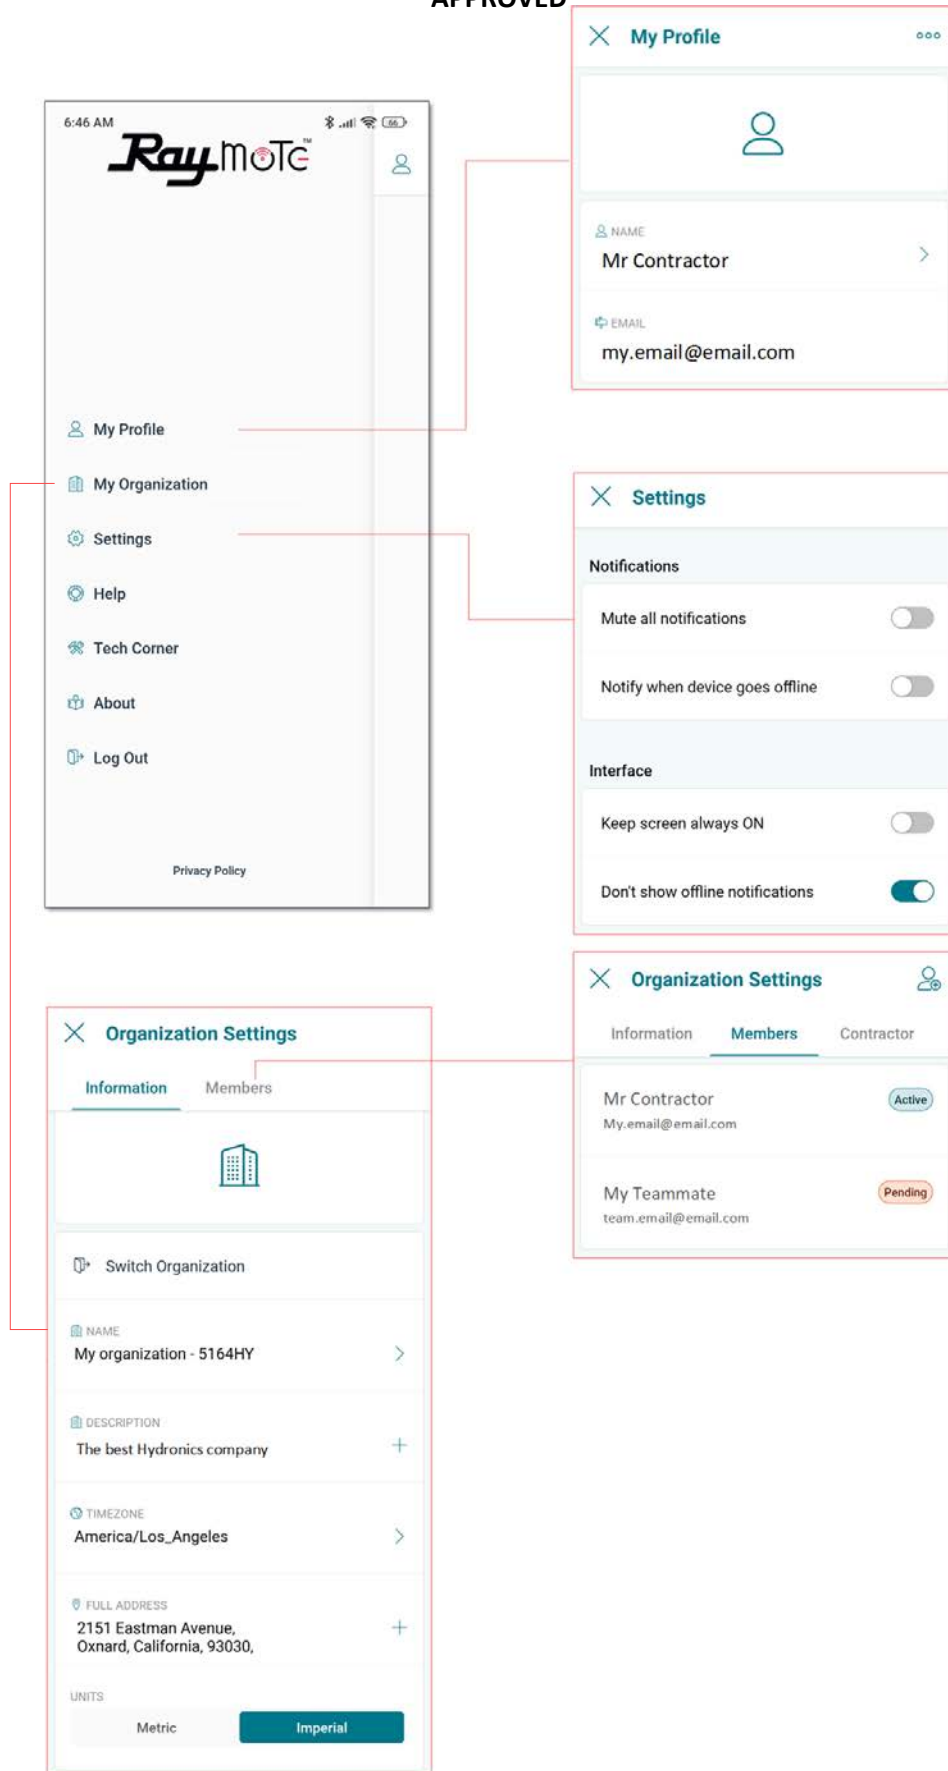 APPROVED
My Profile
NAME
Mr Contractor
EMAIL
my.email@email.com
6:46 AM
66
RaymoTe™
My Profile
My Organization
Settings
Help
Tech Corner
About
Log Out
Privacy Policy
Settings
Notifications
Mute all notifications
Notify when device goes offline
Interface
Keep screen always ON
Don't show offline notifications
Organization Settings
Information Members Contractor
Mr Contractor Active
My.email@email.com
My Teammate Pending
team.email@email.com
Organization Settings
Information Members
Switch Organization
NAME
My organization - 5164HY
DESCRIPTION
The best Hydronics company
TIMEZONE
America/Los_Angeles
FULL ADDRESS
2151 Eastman Avenue,
Oxnard, California, 93030,
UNITS
Metric Imperial